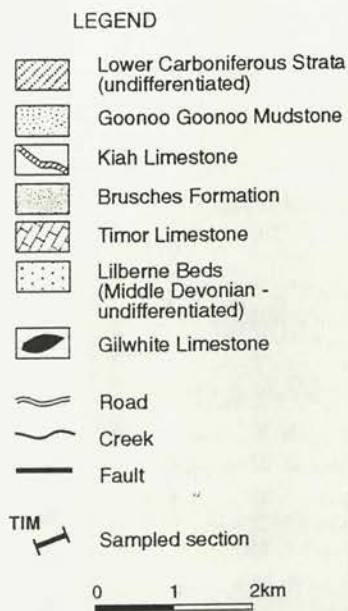 LEGEND
Lower Carboniferous Strata
(undifferentiated)
Goonoo Goonoo Mudstone
Kiah Limestone
Brusches Formation
Timor Limestone
Lilberne Beds
(Middle Devonian -
undifferentiated)
Gilwhite Limestone
Road
Creek
Fault
TIM
Sampled section
0 1 2km